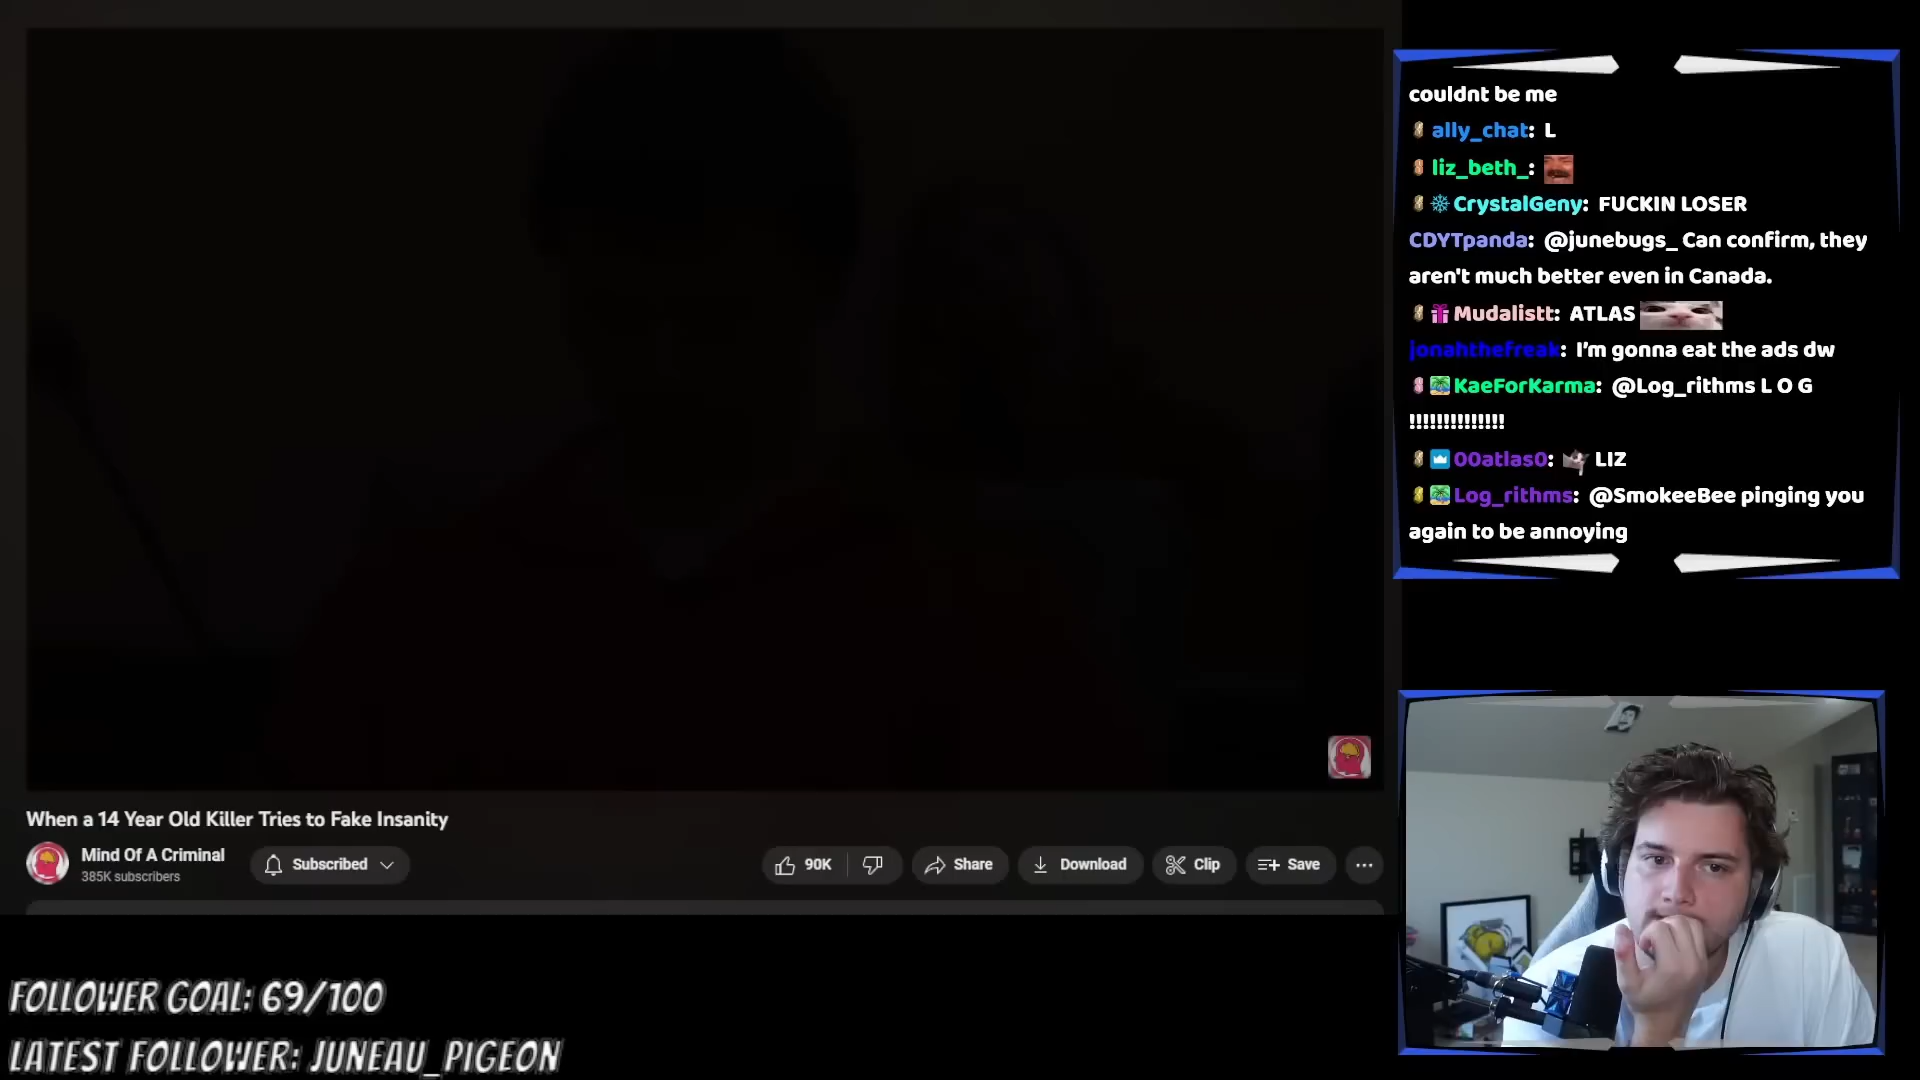 couldnt be me
ally_chat: L
liz_beth_:
CrystalGeny: FUCKIN LOSER
CDYTpanda: @junebugs_ Can confirm, they
aren't much better even in Canada.
Mudalistt: ATLAS
jonahthefreak: I'm gonna eat the ads dw
KaeForKarma: @Log_rithms L O G
!!!!!!!!!!!!!!
00atlas0: LIZ
Log_rithms: @SmokeeBee pinging you
again to be annoying
When a 14 Year Old Killer Tries to Fake Insanity
Mind Of A Criminal
385K subscribers
Subscribed
90K
Share
Download
Clip
Save
FOLLOWER GOAL: 69/100
LATEST FOLLOWER: JUNEAU_PIGEON